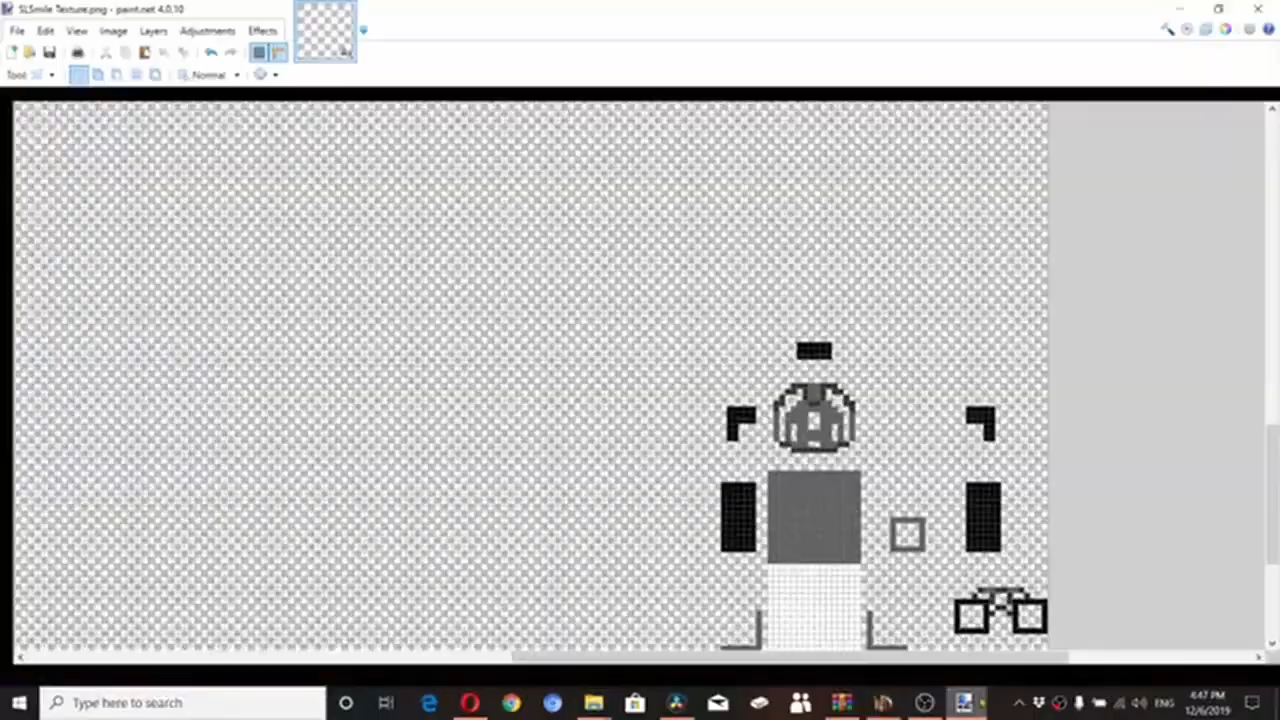 SLSmile Texture.png - paint.net 4.0.10
File Edit View Image Layers Adjustments Effects
Tool: Normal
Type here to search
ENG
4:47 PM
12/6/2019